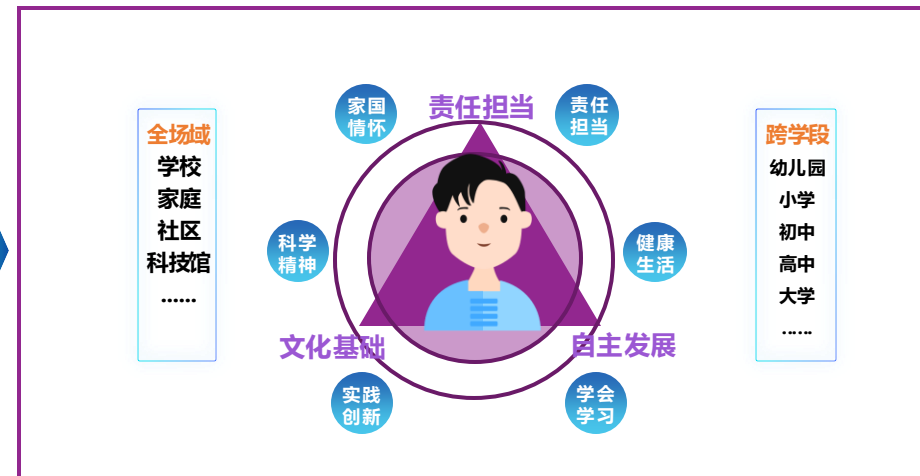 全场域
学校
家庭
社区
科技馆
......
家国
情怀
责任担当
责任
担当
科学
精神
健康
生活
文化基础
自主发展
实践
创新
学会
学习
跨学段
幼儿园
小学
初中
高中
大学
......